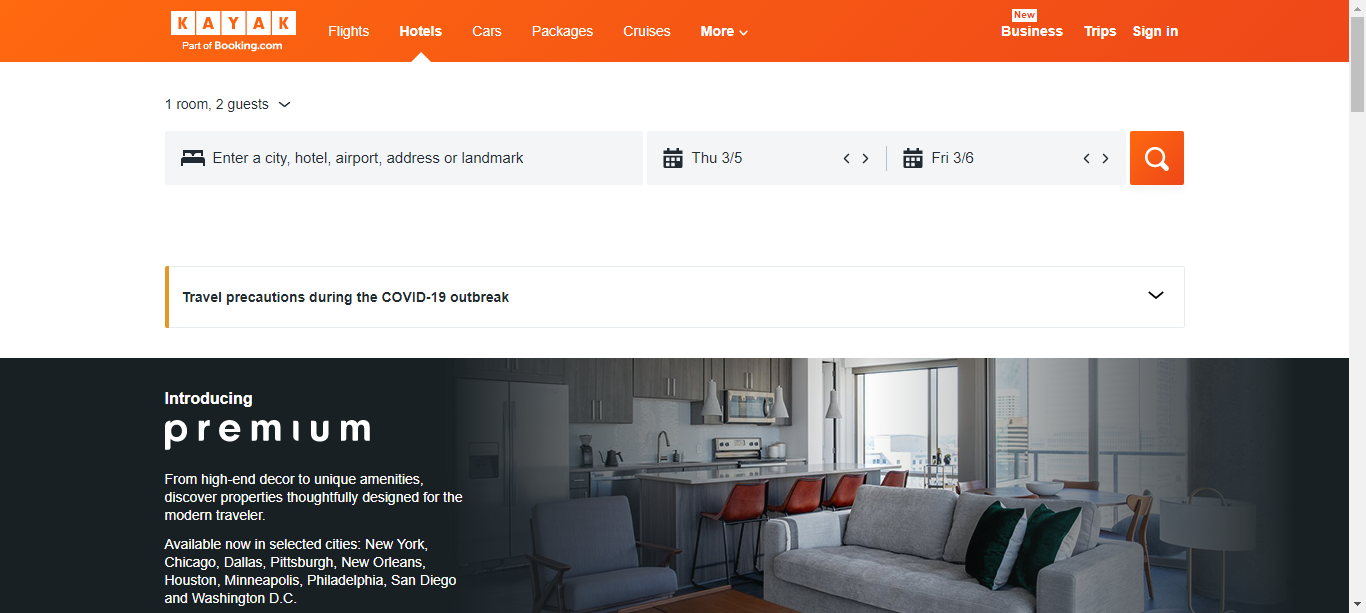 KAYAK
Part of Booking.com
Flights
Hotels
Cars
Packages
Cruises
More
New
Business
Trips
Sign in
1 room, 2 guests
Enter a city, hotel, airport, address or landmark
Thu 3/5
Fri 3/6
Travel precautions during the COVID-19 outbreak
Introducing
premium
From high-end decor to unique amenities,
discover properties thoughtfully designed for the
modern traveler.
Available now in selected cities: New York,
Chicago, Dallas, Pittsburgh, New Orleans,
Houston, Minneapolis, Philadelphia, San Diego
and Washington D.C.